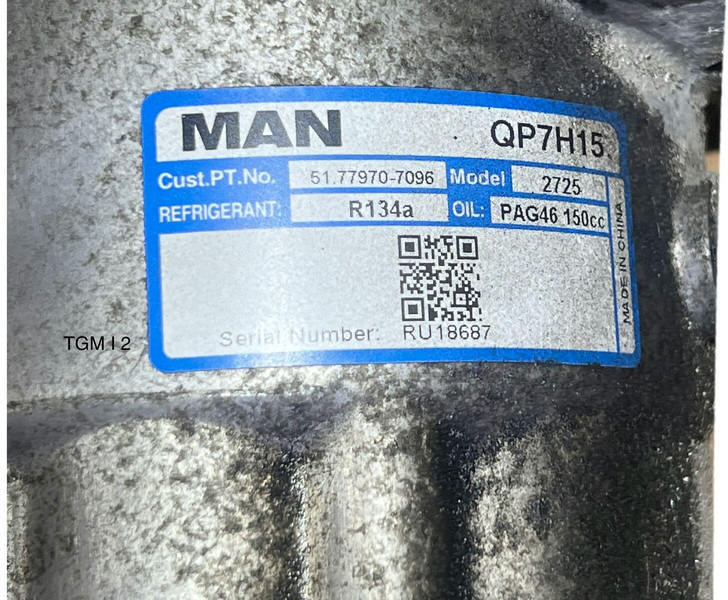 MAN QP7H15
Cust.PT.No. 51.77970-7096 Model 2725
REFRIGERANT: R134a OIL: PAG46 150cc
MADE IN CHINA
Serial Number: RU18687
TGM I 2